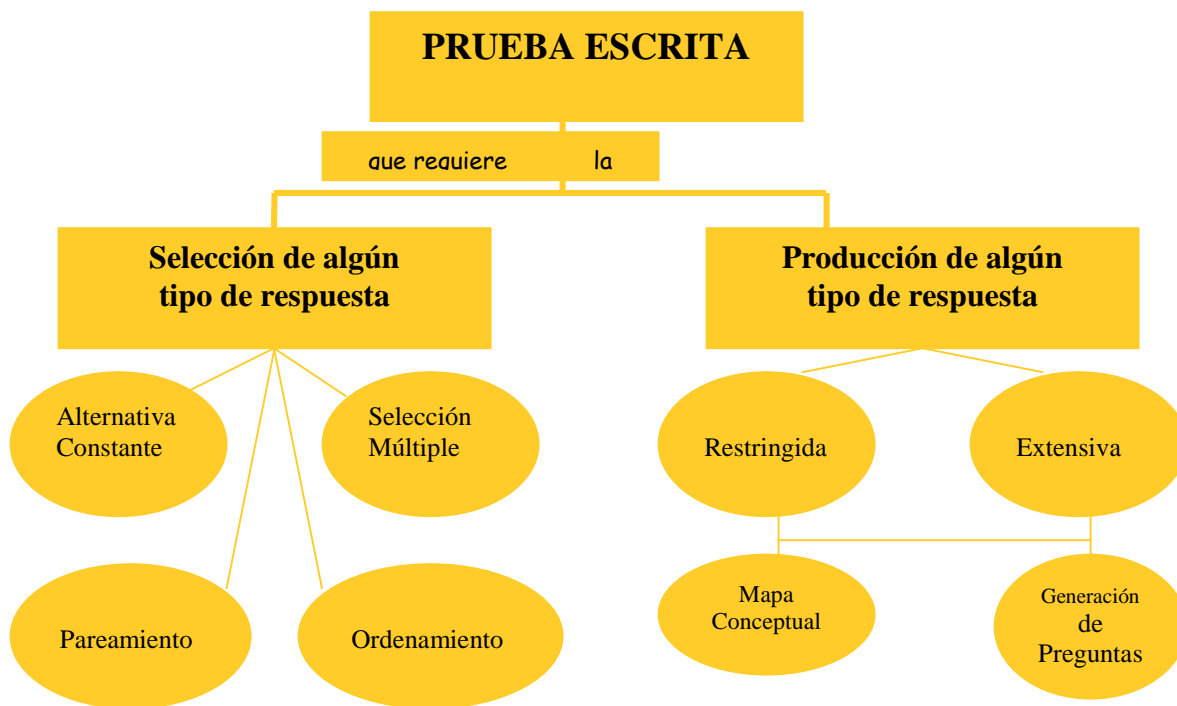 PRUEBA ESCRITA
que requiere la
Selección de algún
tipo de respuesta
Producción de algún
tipo de respuesta
Alternativa
Constante
Selección
Múltiple
Restringida
Extensiva
Pareamiento
Ordenamiento
Mapa
Conceptual
Generación
de
Preguntas